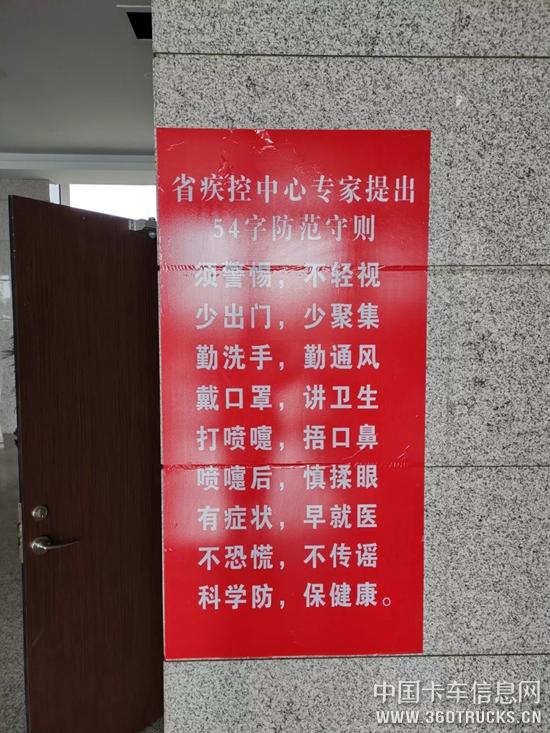 省疾控中心专家提出
54字防范守则
须警惕，不轻视
少出门，少聚集
勤洗手，勤通风
戴口罩，讲卫生
打喷嚏，捂口鼻
喷嚏后，慎揉眼
有症状，早就医
不恐慌，不传谣
科学防，保健康。
中国卡车信息网
WWW.360TRUCKS.CN